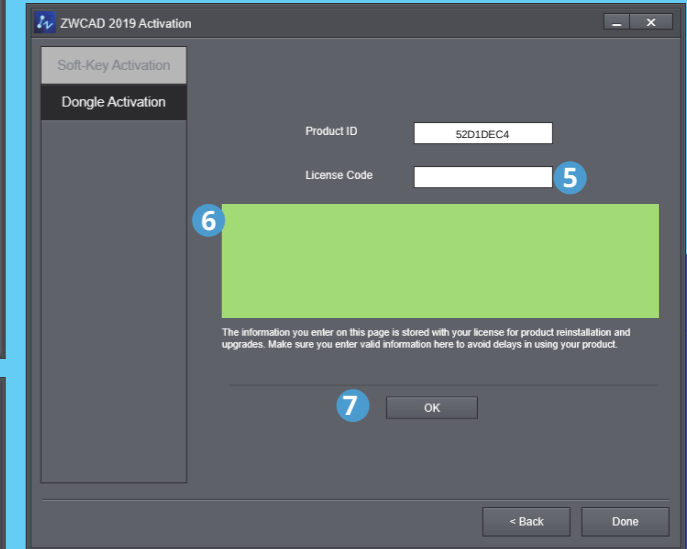 ZWCAD 2019 Activation
Soft-Key Activation
Dongle Activation
Product ID
52D1DEC4
License Code
5
6
The information you enter on this page is stored with your license for product reinstallation and
upgrades. Make sure you enter valid information here to avoid delays in using your product.
7
OK
< Back
Done